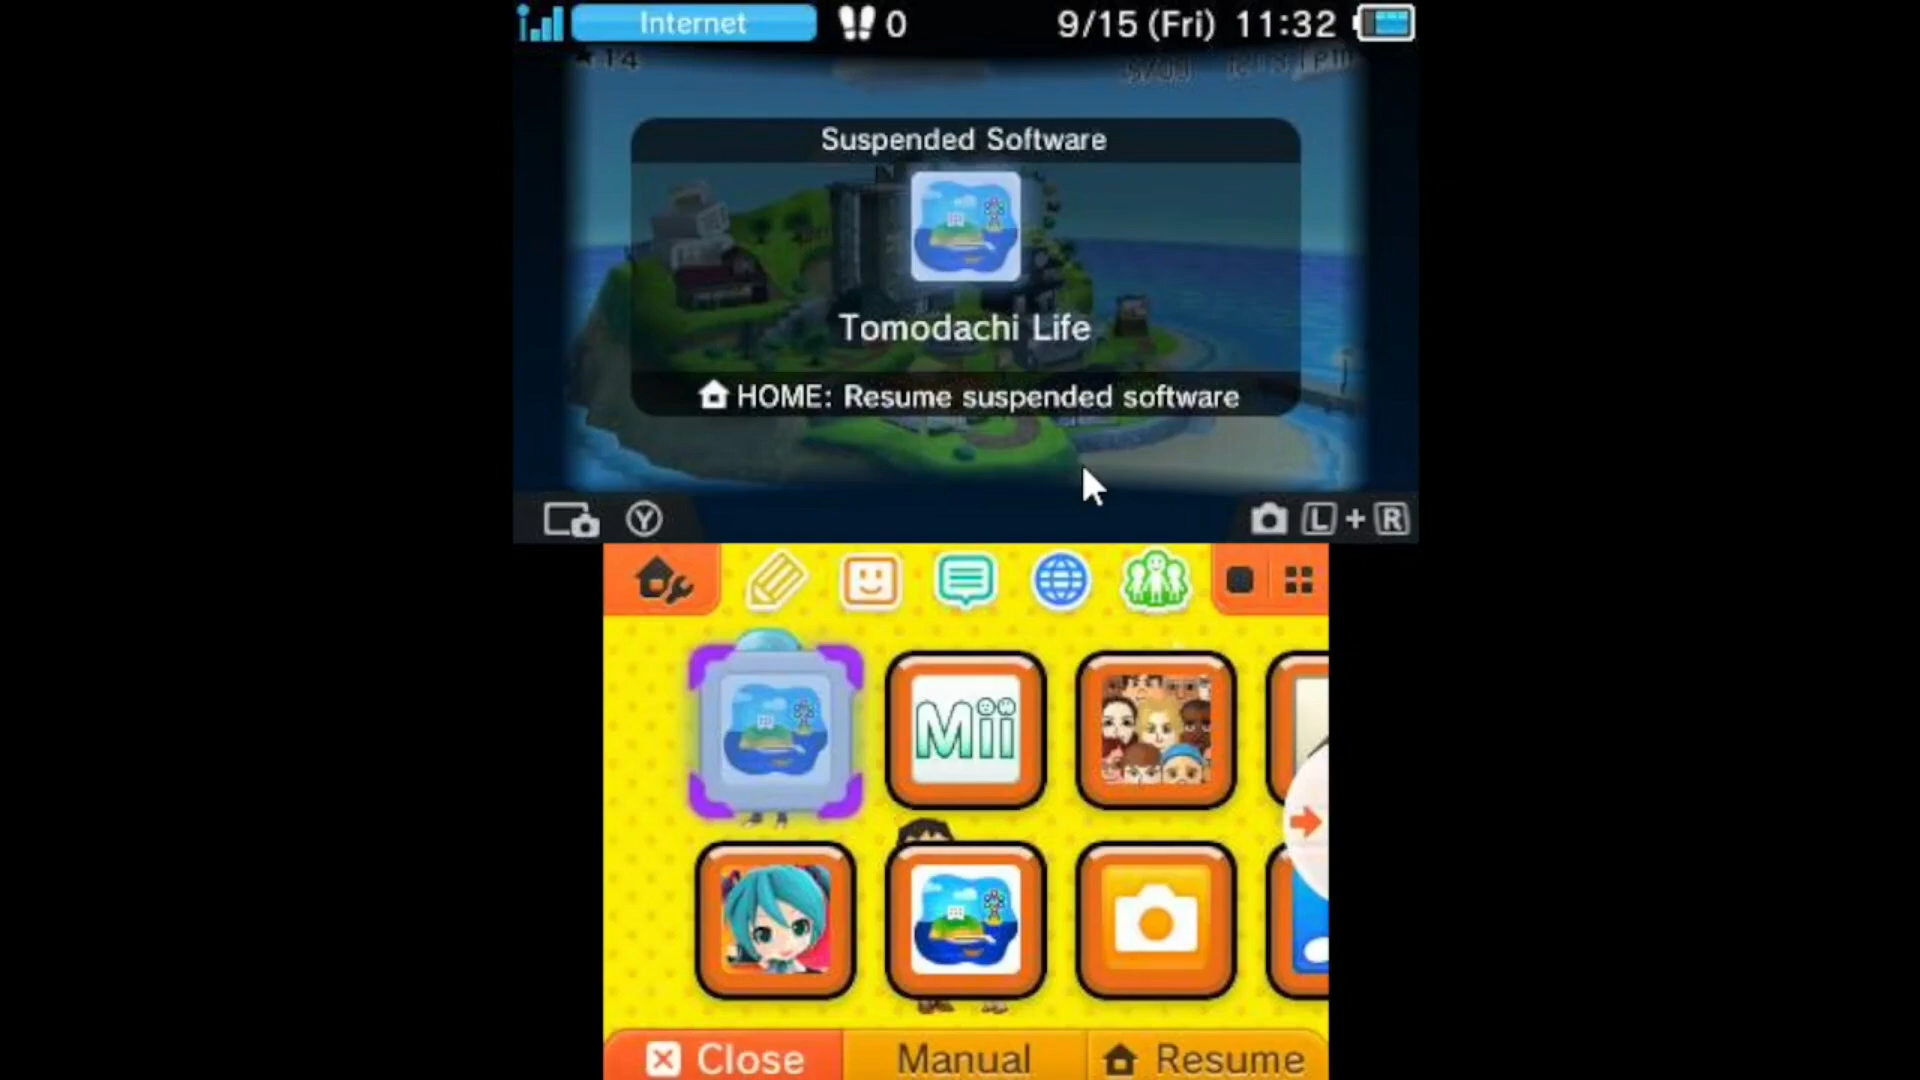 Internet 0 9/15 (Fri) 11:32
Suspended Software
Tomodachi Life
HOME: Resume suspended software
Y L + R
Mii
Close Manual Resume